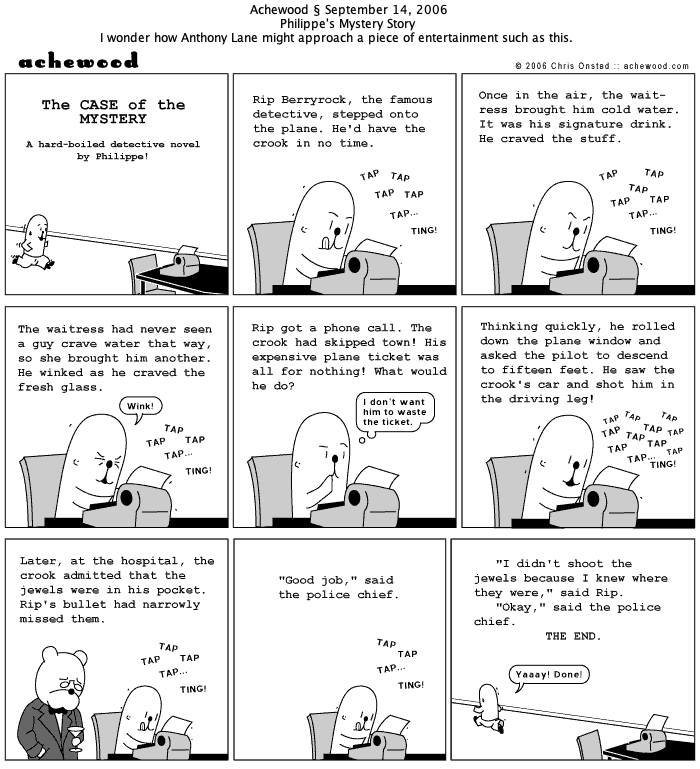 Achewood § September 14, 2006
Philippe's Mystery Story
I wonder how Anthony Lane might approach a piece of entertainment such as this.
achewood
© 2006 Chris Onstad :: achewood.com
The CASE of the
MYSTERY
A hard-boiled detective novel
by Philippe!
Rip Berryrock, the famous
detective, stepped onto
the plane. He'd have the
crook in no time.
TAP TAP
TAP TAP
TAP...
TING!
Once in the air, the wait-
ress brought him cold water.
It was his signature drink.
He craved the stuff.
TAP TAP
TAP
TAP TAP
TAP...
TING!
The waitress had never seen
a guy crave water that way,
so she brought him another.
He winked as he craved the
fresh glass.
Wink!
TAP
TAP TAP
TAP...
TING!
Rip got a phone call. The
crook had skipped town! His
expensive plane ticket was
all for nothing! What would
he do?
I don't want
him to waste
the ticket.
Thinking quickly, he rolled
down the plane window and
asked the pilot to descend
to fifteen feet. He saw the
crook's car and shot him in
the driving leg!
TAP TAP TAP
TAP TAP TAP
TAP TAP TAP
TAP... TAP
TING!
Later, at the hospital, the
crook admitted that the
jewels were in his pocket.
Rip's bullet had narrowly
missed them.
TAP
TAP TAP
TAP...
TING!
"Good job," said
the police chief.
TAP
TAP
TAP...
TING!
"I didn't shoot the
jewels because I knew where
they were," said Rip.
"Okay," said the police
chief.
THE END.
Yaaay! Done!